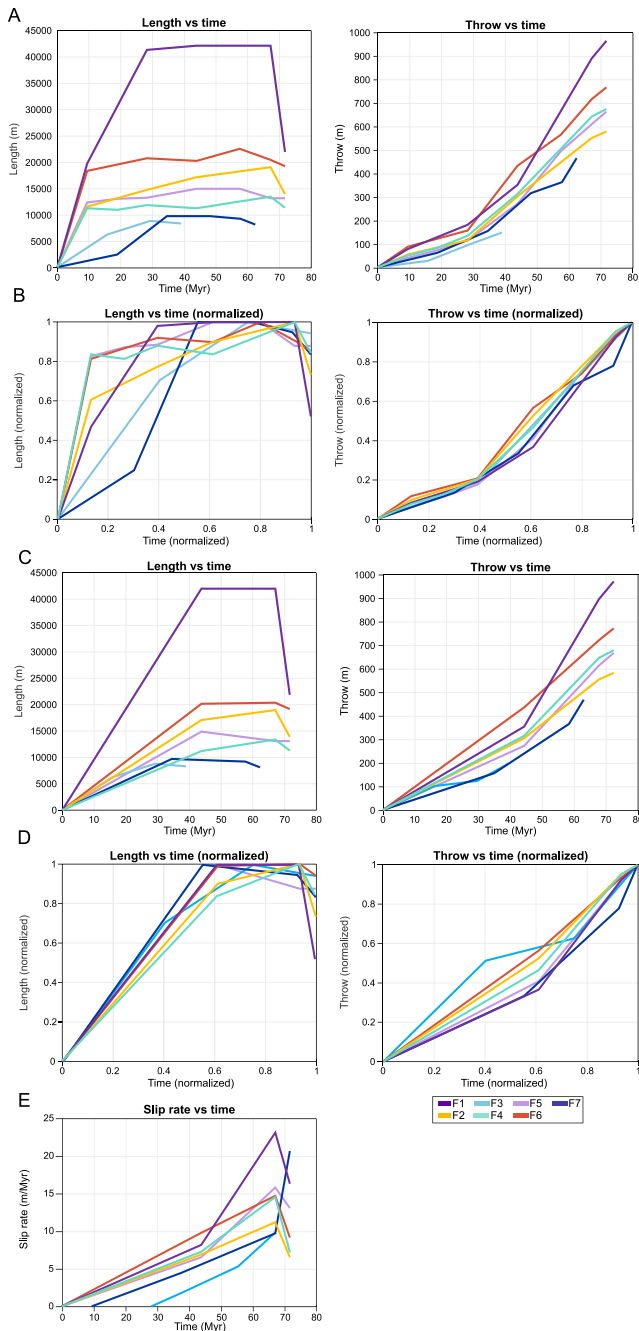 A
Length vs time
Throw vs time
Length (m)
45000
40000
35000
30000
25000
20000
15000
10000
5000
0
0 10 20 30 40 50 60 70 80
Time (Myr)
Throw (m)
1000
900
800
700
600
500
400
300
200
100
0
0 10 20 30 40 50 60 70 80
Time (Myr)
B
Length vs time (normalized)
Throw vs time (normalized)
Length (normalized)
1
0.8
0.6
0.4
0.2
0
0 0.2 0.4 0.6 0.8 1
Time (normalized)
Throw (normalized)
1
0.8
0.6
0.4
0.2
0
0 0.2 0.4 0.6 0.8 1
Time (normalized)
C
Length vs time
Throw vs time
Length (m)
45000
40000
35000
30000
25000
20000
15000
10000
5000
0
0 10 20 30 40 50 60 70 80
Time (Myr)
Throw (m)
1000
900
800
700
600
500
400
300
200
100
0
0 10 20 30 40 50 60 70 80
Time (Myr)
D
Length vs time (normalized)
Throw vs time (normalized)
Length (normalized)
1
0.8
0.6
0.4
0.2
0
0 0.2 0.4 0.6 0.8 1
Time (normalized)
Throw (normalized)
1
0.8
0.6
0.4
0.2
0
0 0.2 0.4 0.6 0.8 1
Time (normalized)
F1 F3 F5 F7
F2 F4 F6
E
Slip rate vs time
Slip rate (m/Myr)
25
20
15
10
5
0
0 10 20 30 40 50 60 70 80
Time (Myr)